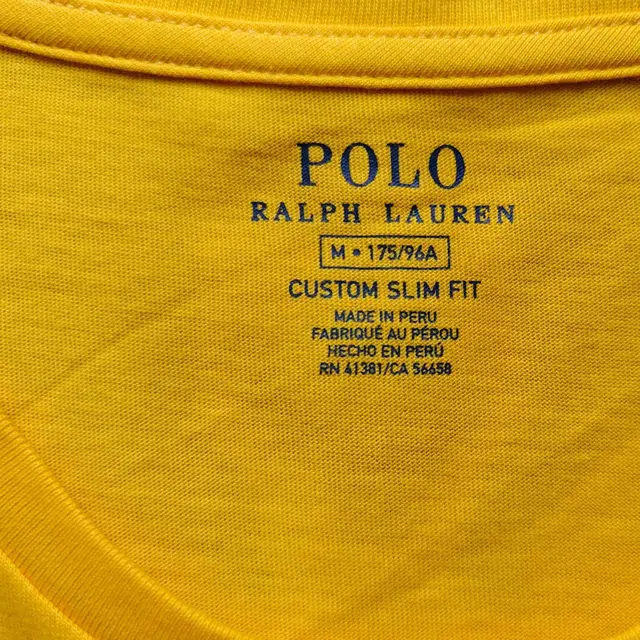 POLO
RALPH LAUREN
M • 175/96A
CUSTOM SLIM FIT
MADE IN PERU
FABRIQUÉ AU PÉROU
HECHO EN PERÚ
RN 41381/CA 56658